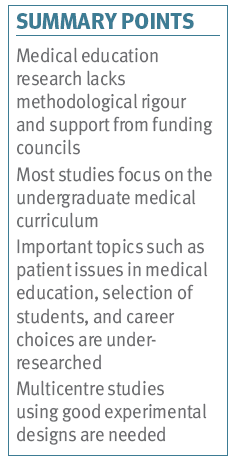 SUMMARY POINTS
Medical education
research lacks
methodological rigour
and support from funding
councils
Most studies focus on the
undergraduate medical
curriculum
Important topics such as
patient issues in medical
education, selection of
students, and career
choices are under-
researched
Multicentre studies
using good experimental
designs are needed